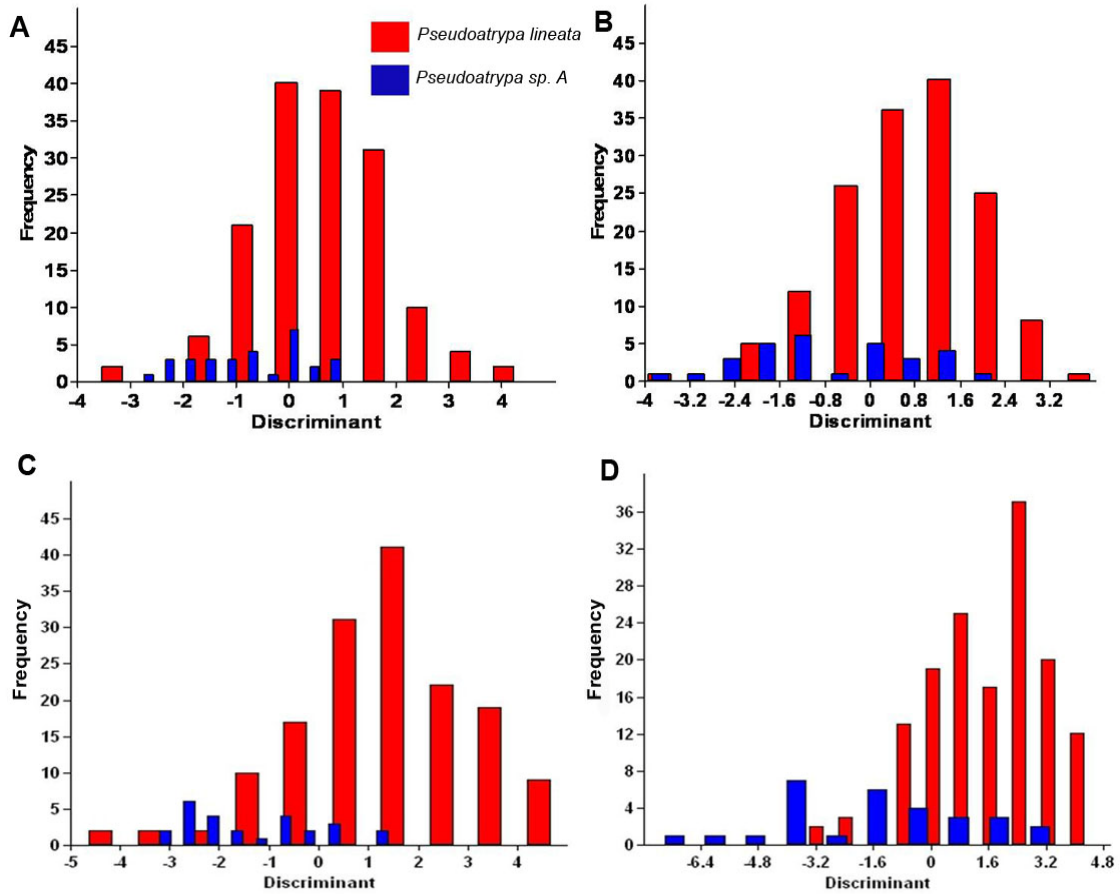 A
Pseudoatrypa lineata
Pseudoatrypa sp. A
Frequency
45
40
35
30
25
20
15
10
5
0
-4 -3 -2 -1 0 1 2 3 4
Discriminant
B
Frequency
45
40
35
30
25
20
15
10
5
0
-4 -3.2 -2.4 -1.6 -0.8 0 0.8 1.6 2.4 3.2
Discriminant
C
Frequency
45
40
35
30
25
20
15
10
5
0
-5 -4 -3 -2 -1 0 1 2 3 4
Discriminant
D
Frequency
36
32
28
24
20
16
12
8
4
0
-6.4 -4.8 -3.2 -1.6 0 1.6 3.2 4.8
Discriminant